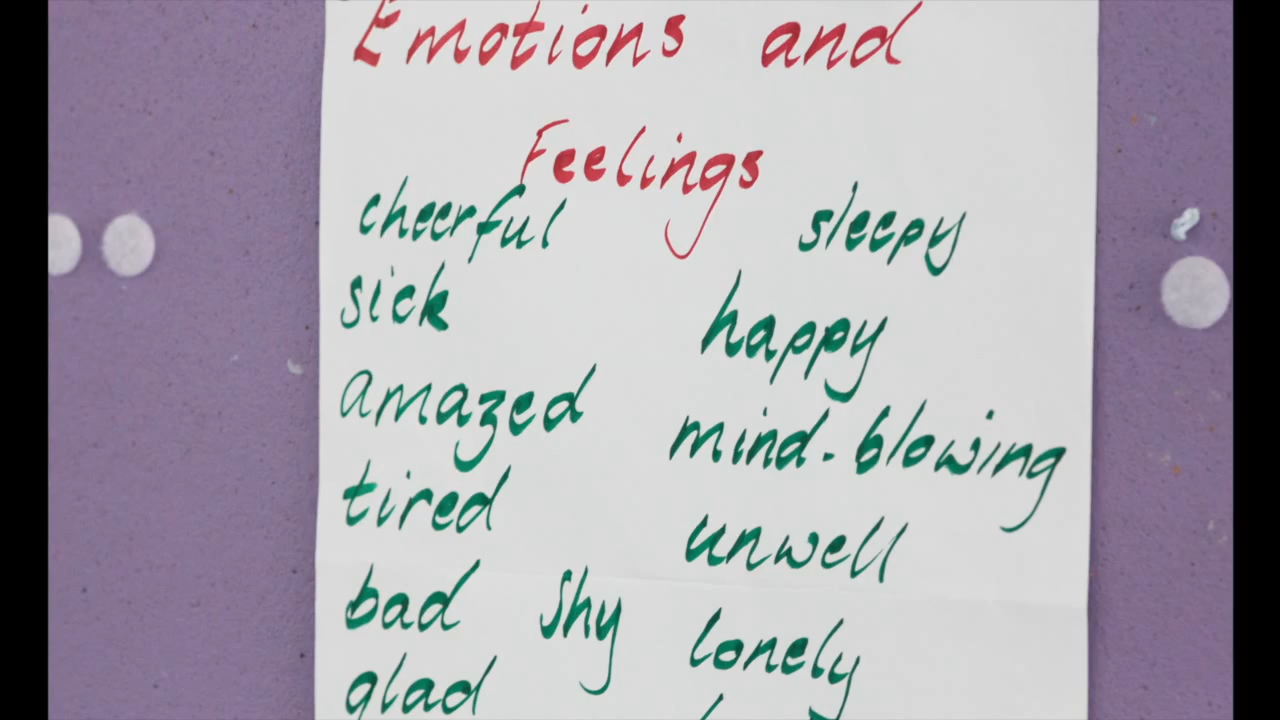 Emotions and
Feelings
cheerful sleepy
sick happy
amazed mind-blowing
tired unwell
bad shy lonely
glad